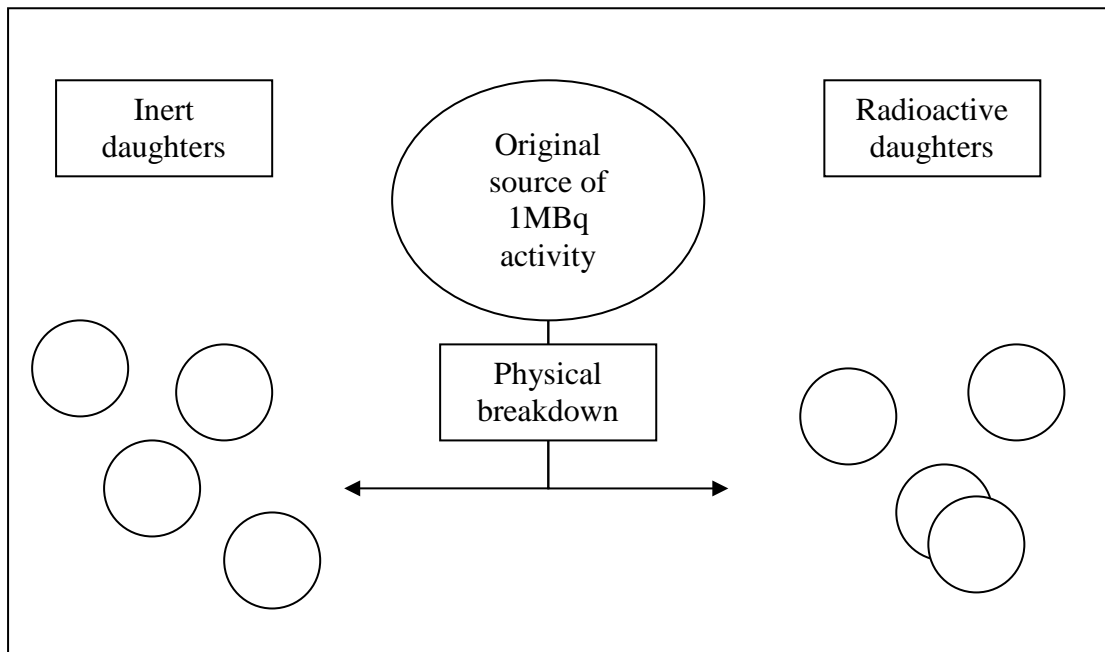 Inert
daughters
Original
source of
1MBq
activity
Radioactive
daughters
Physical
breakdown